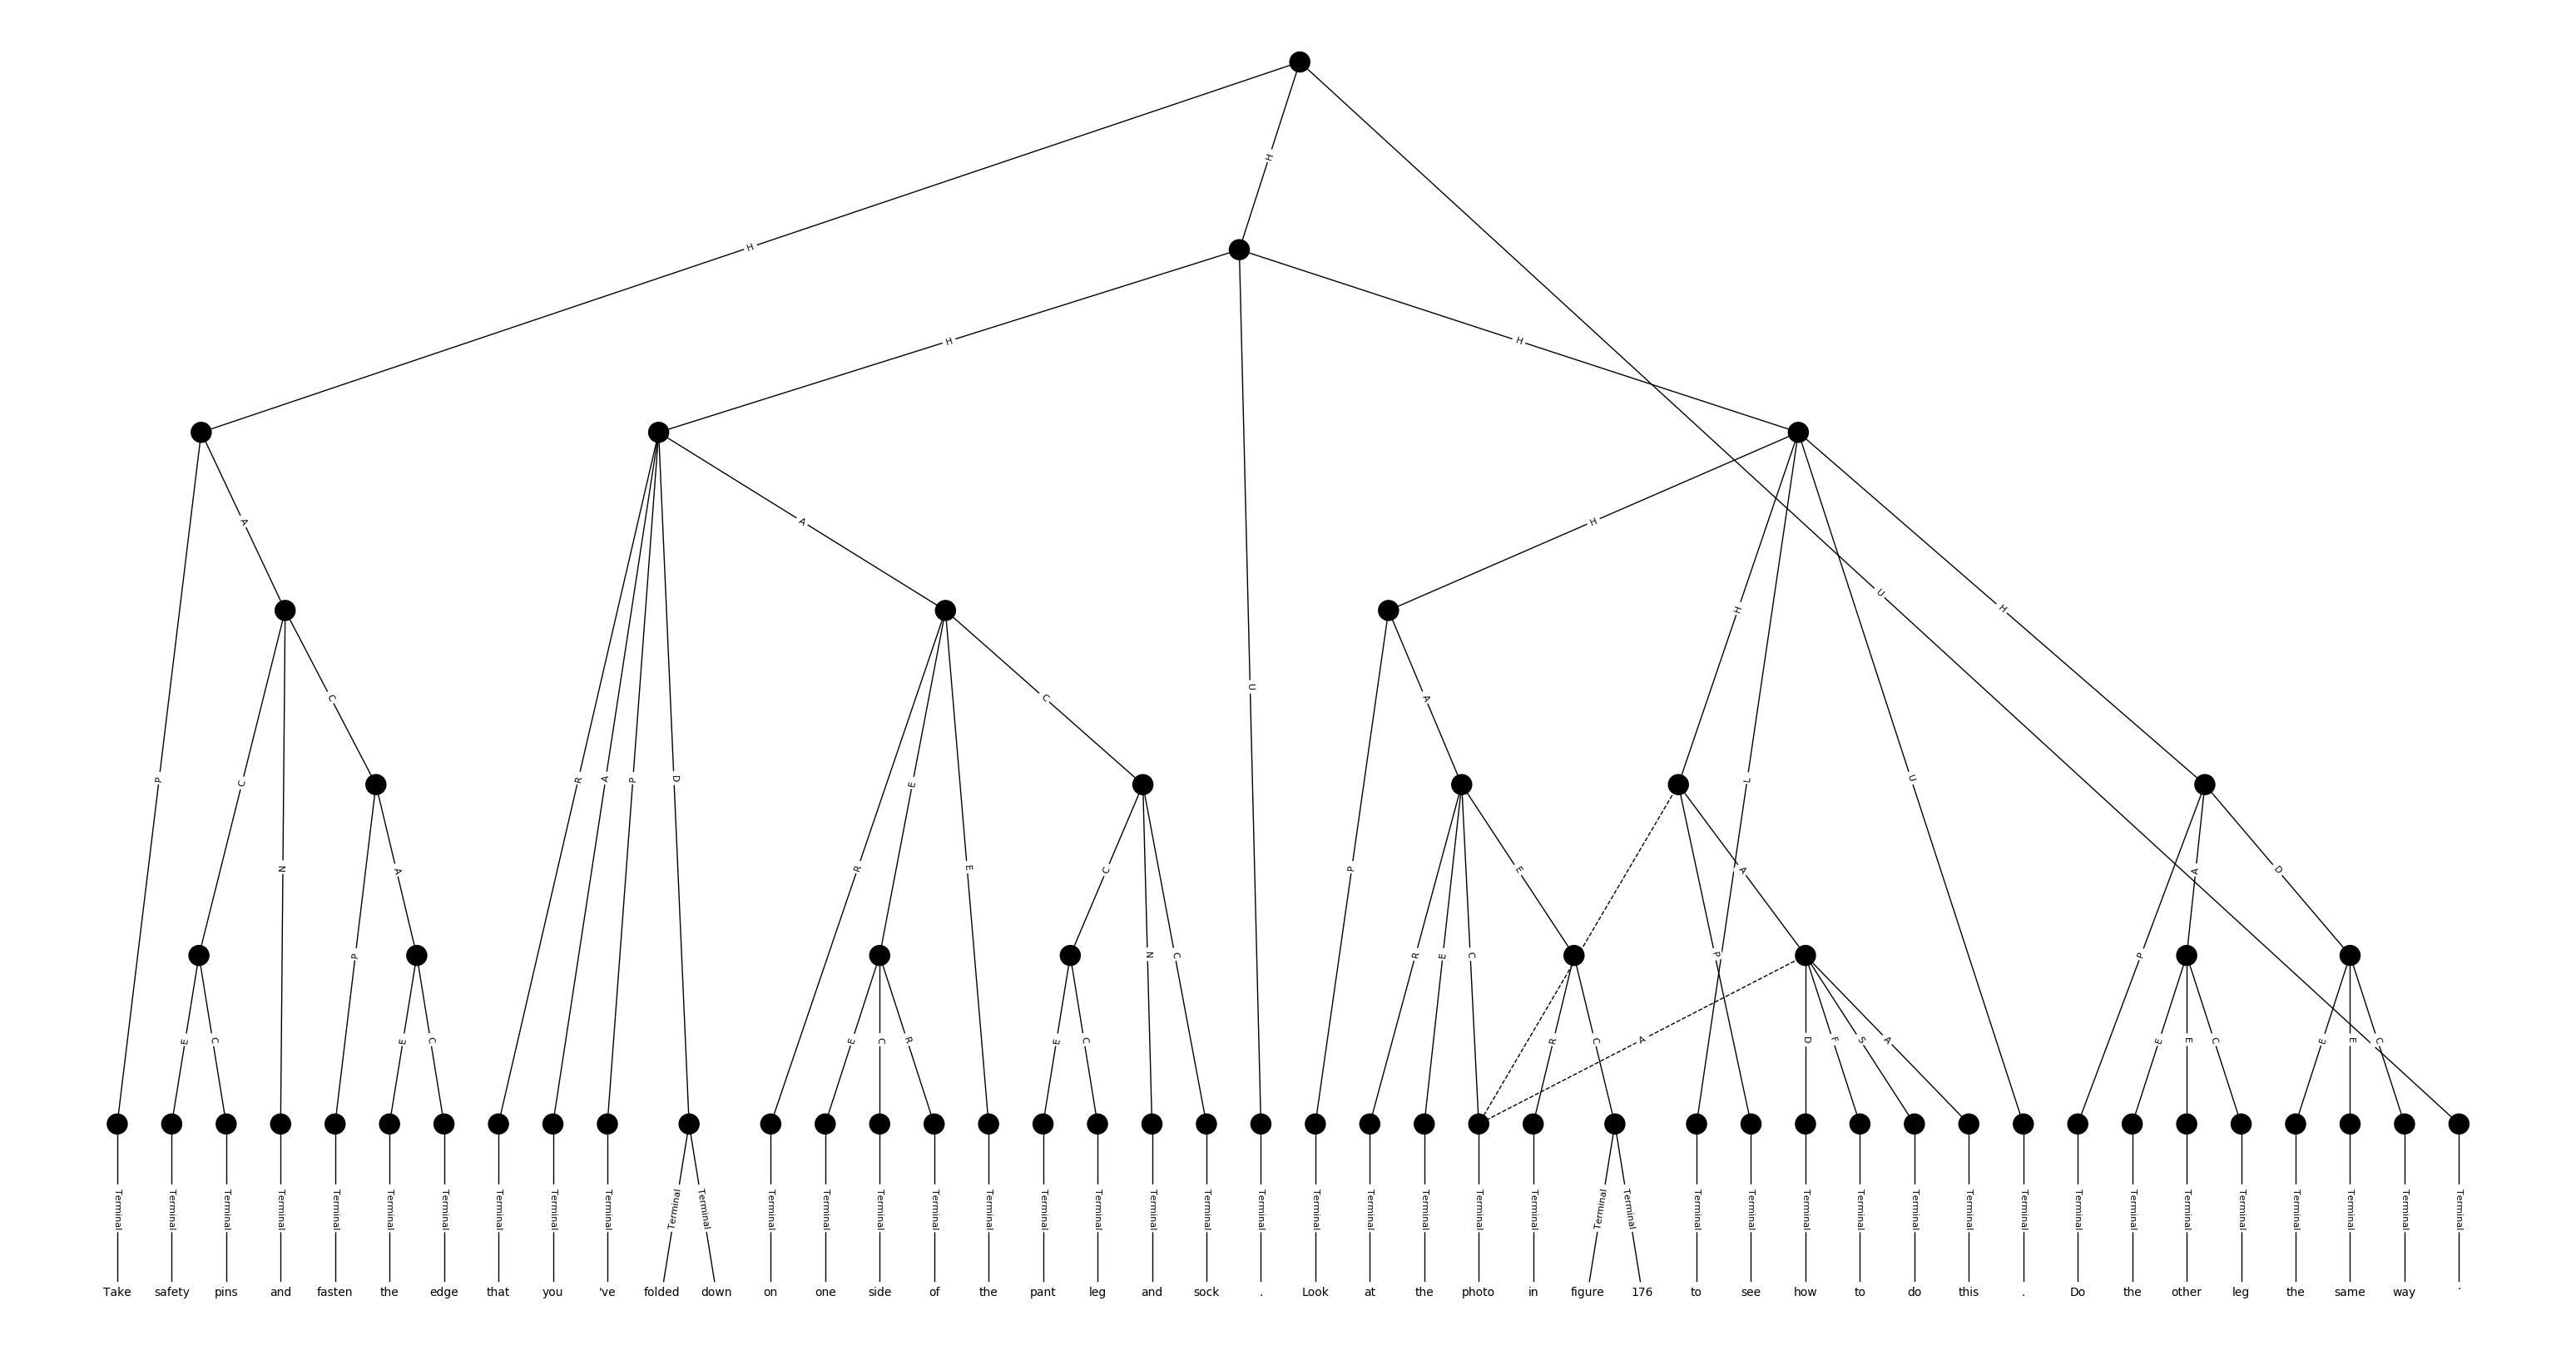 H
H
H
H
A
A
H
H
U
H
C
C
A
P
C
N
R
A
P
D
R
E
E
C
N
C
U
P
E
H
L
A
U
A
D
P
A
R
E
C
P
P
E
C
E
C
E
C
R
E
C
R
C
A
D
F
S
A
E
E
C
E
E
C
Terminal Terminal Terminal Terminal Terminal Terminal Terminal Terminal Terminal Terminal Terminal Terminal Terminal Terminal Terminal Terminal Terminal Terminal Terminal Terminal Terminal Terminal Terminal Terminal Terminal Terminal Terminal Terminal Terminal Terminal Terminal Terminal Terminal Terminal Terminal Terminal Terminal Terminal Terminal Terminal Terminal Terminal Terminal Terminal
Take safety pins and fasten the edge that you 've folded down on one side of the pant leg and sock . Look at the photo in figure 176 to see how to do this . Do the other leg the same way .